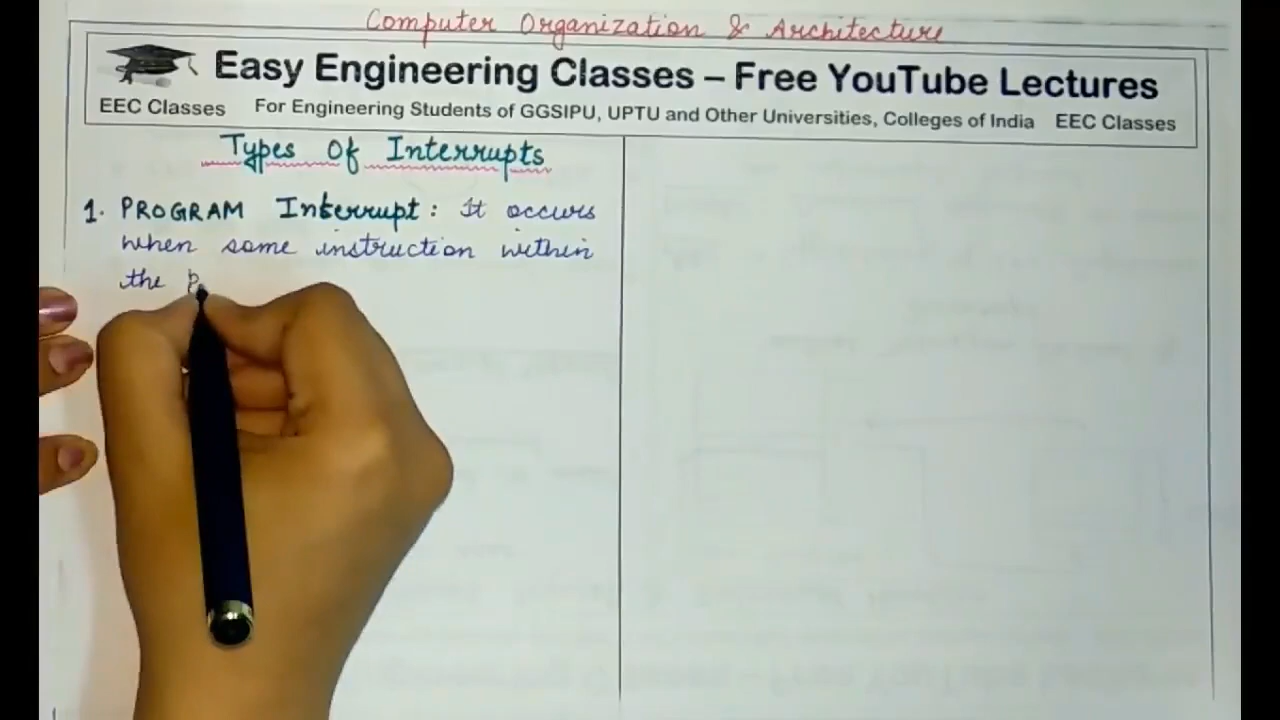 Computer Organization & Architecture
Easy Engineering Classes – Free YouTube Lectures
EEC Classes For Engineering Students of GGSIPU, UPTU and Other Universities, Colleges of India EEC Classes
Types Of Interrupts
1. PROGRAM Interrupt: It occurs
when some instruction within
the